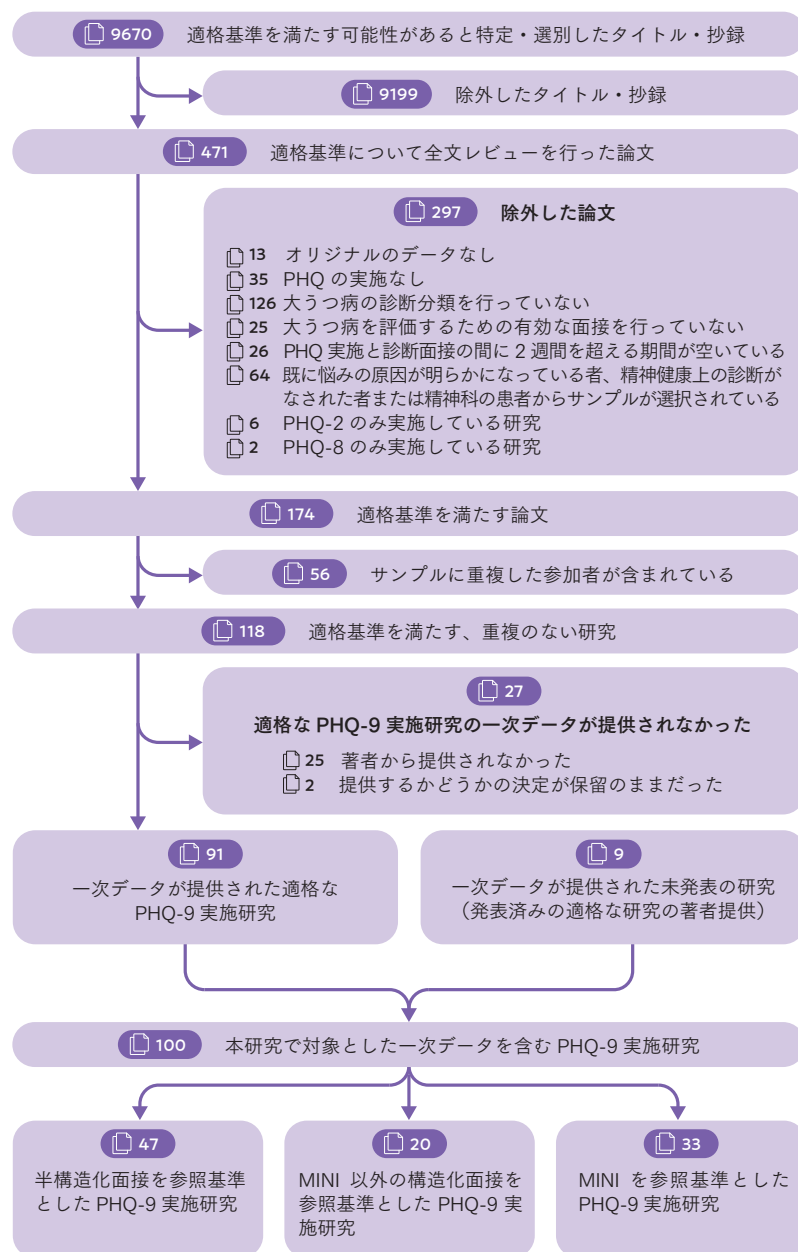 9670 適格基準を満たす可能性があると特定・選別したタイトル・抄録
9199 除外したタイトル・抄録
471 適格基準について全文レビューを行った論文
297 除外した論文
13 オリジナルのデータなし
35 PHQ の実施なし
126 大うつ病の診断分類を行っていない
25 大うつ病を評価するための有効な面接を行っていない
26 PHQ 実施と診断面接の間に 2 週間を超える期間が空いている
64 既に悩みの原因が明らかになっている者、精神健康上の診断が
なされた者または精神科の患者からサンプルが選択されている
6 PHQ-2 のみ実施している研究
2 PHQ-8 のみ実施している研究
174 適格基準を満たす論文
56 サンプルに重複した参加者が含まれている
118 適格基準を満たす、重複のない研究
27
適格な PHQ-9 実施研究の一次データが提供されなかった
25 著者から提供されなかった
2 提供するかどうかの決定が保留のままだった
91
一次データが提供された適格な
PHQ-9 実施研究
9
一次データが提供された未発表の研究
（発表済みの適格な研究の著者提供）
100 本研究で対象とした一次データを含む PHQ-9 実施研究
47
半構造化面接を参照基準
とした PHQ-9 実施研究
20
MINI 以外の構造化面接を
参照基準とした PHQ-9 実
施研究
33
MINI を参照基準とした
PHQ-9 実施研究